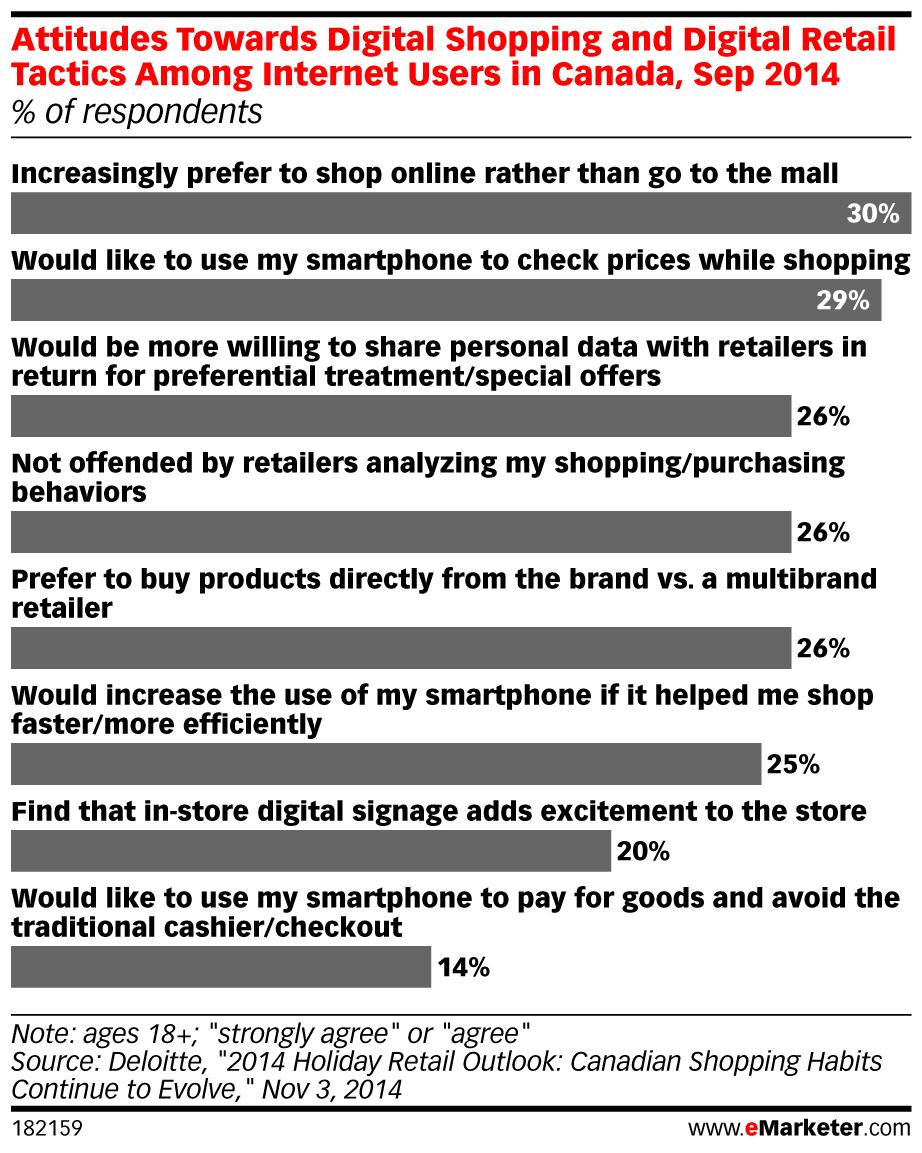 Attitudes Towards Digital Shopping and Digital Retail
Tactics Among Internet Users in Canada, Sep 2014
% of respondents
Increasingly prefer to shop online rather than go to the mall
30%
Would like to use my smartphone to check prices while shopping
29%
Would be more willing to share personal data with retailers in
return for preferential treatment/special offers
26%
Not offended by retailers analyzing my shopping/purchasing
behaviors
26%
Prefer to buy products directly from the brand vs. a multibrand
retailer
26%
Would increase the use of my smartphone if it helped me shop
faster/more efficiently
25%
Find that in-store digital signage adds excitement to the store
20%
Would like to use my smartphone to pay for goods and avoid the
traditional cashier/checkout
14%
Note: ages 18+; "strongly agree" or "agree"
Source: Deloitte, "2014 Holiday Retail Outlook: Canadian Shopping Habits
Continue to Evolve," Nov 3, 2014
182159 www.eMarketer.com